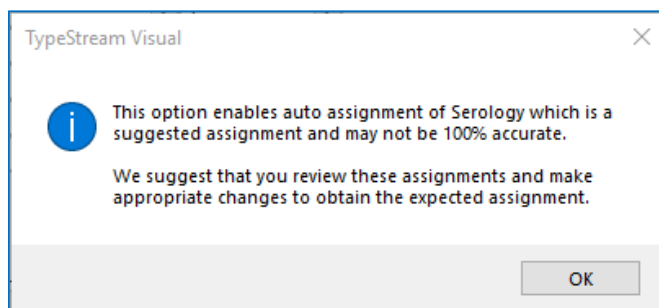 TypeStream Visual
This option enables auto assignment of Serology which is a
suggested assignment and may not be 100% accurate.
We suggest that you review these assignments and make
appropriate changes to obtain the expected assignment.
OK